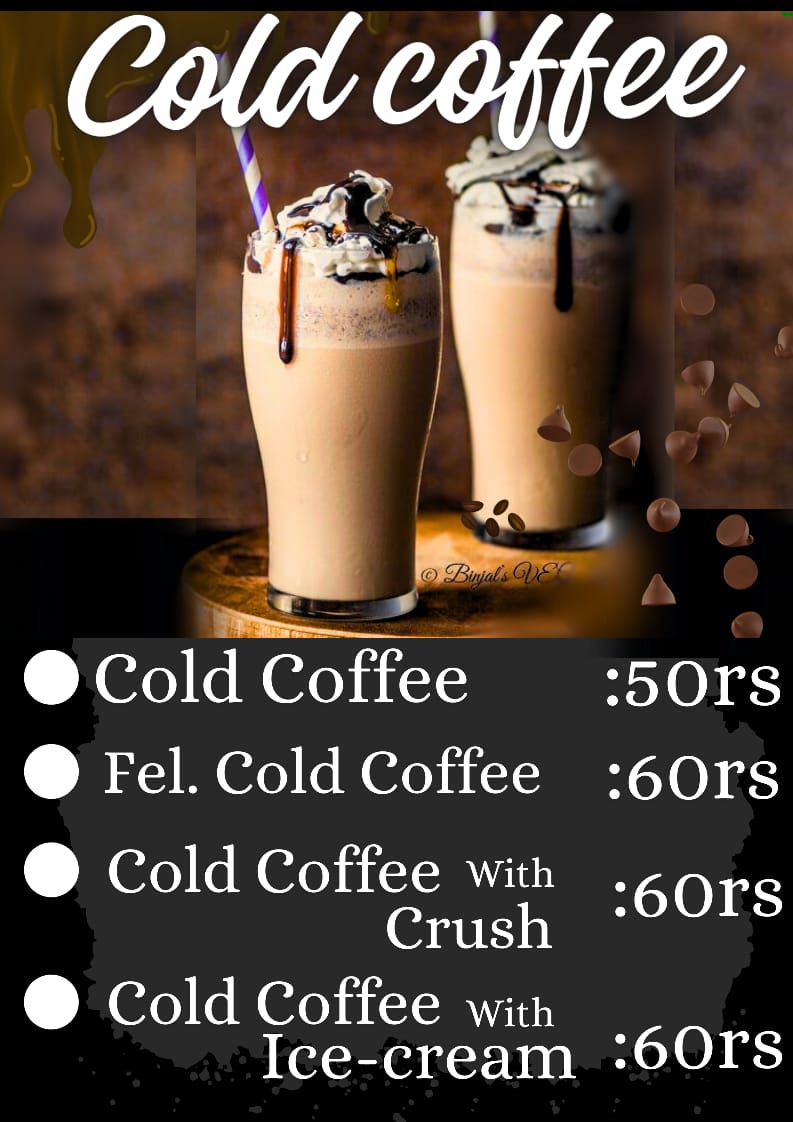 Cold coffee
© Binjal's VE
Cold Coffee :50rs
Fel. Cold Coffee :60rs
Cold Coffee With
Crush :60rs
Cold Coffee With
Ice-cream :60rs